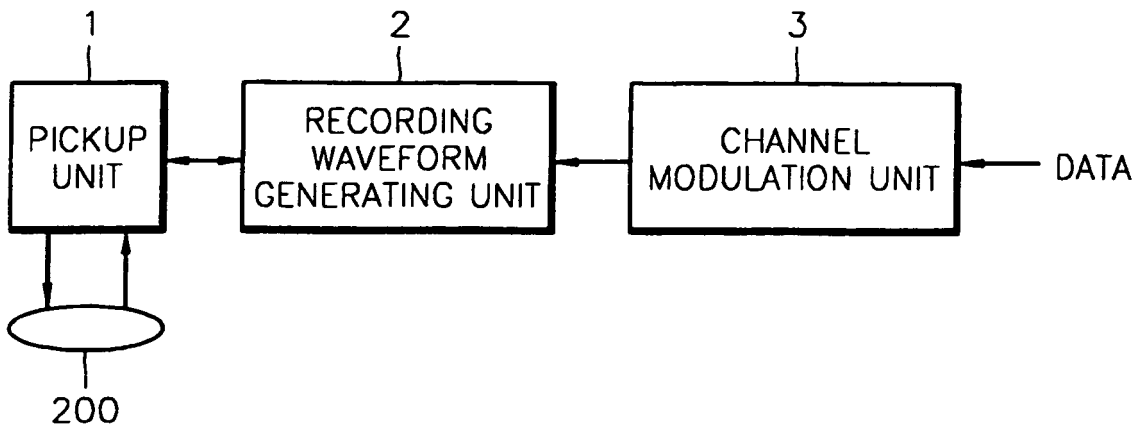 1
2
3
PICKUP
UNIT
RECORDING
WAVEFORM
GENERATING UNIT
CHANNEL
MODULATION UNIT
DATA
200